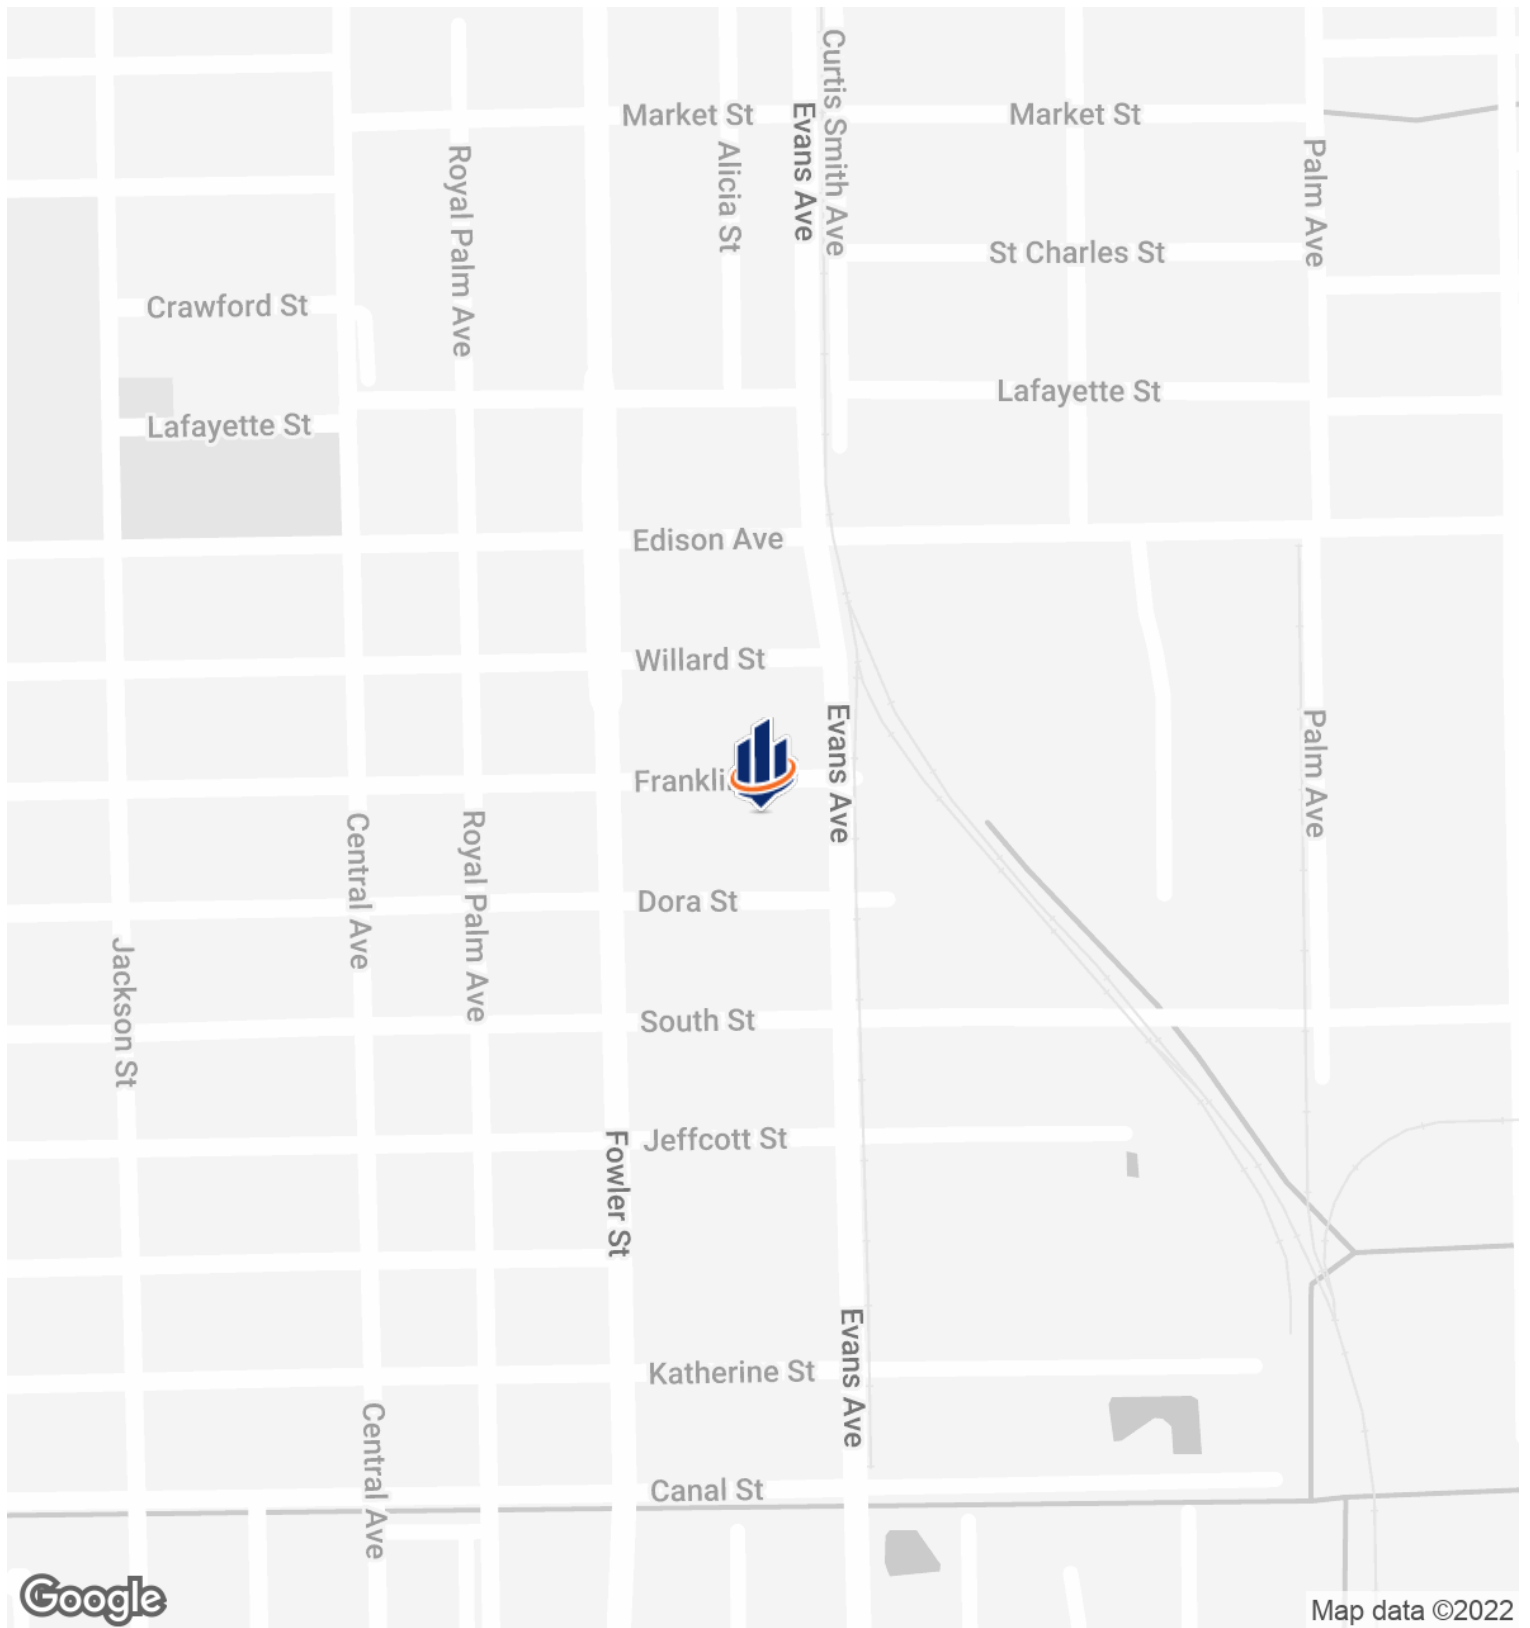 Curtis Smith Ave
Market St
Market St
Evans Ave
Alicia St
Royal Palm Ave
Palm Ave
St Charles St
Crawford St
Lafayette St
Lafayette St
Edison Ave
Willard St
Evans Ave
Palm Ave
Frankli
Central Ave
Royal Palm Ave
Dora St
Jackson St
South St
Jeffcott St
Fowler St
Evans Ave
Katherine St
Central Ave
Canal St
Google
Map data ©2022